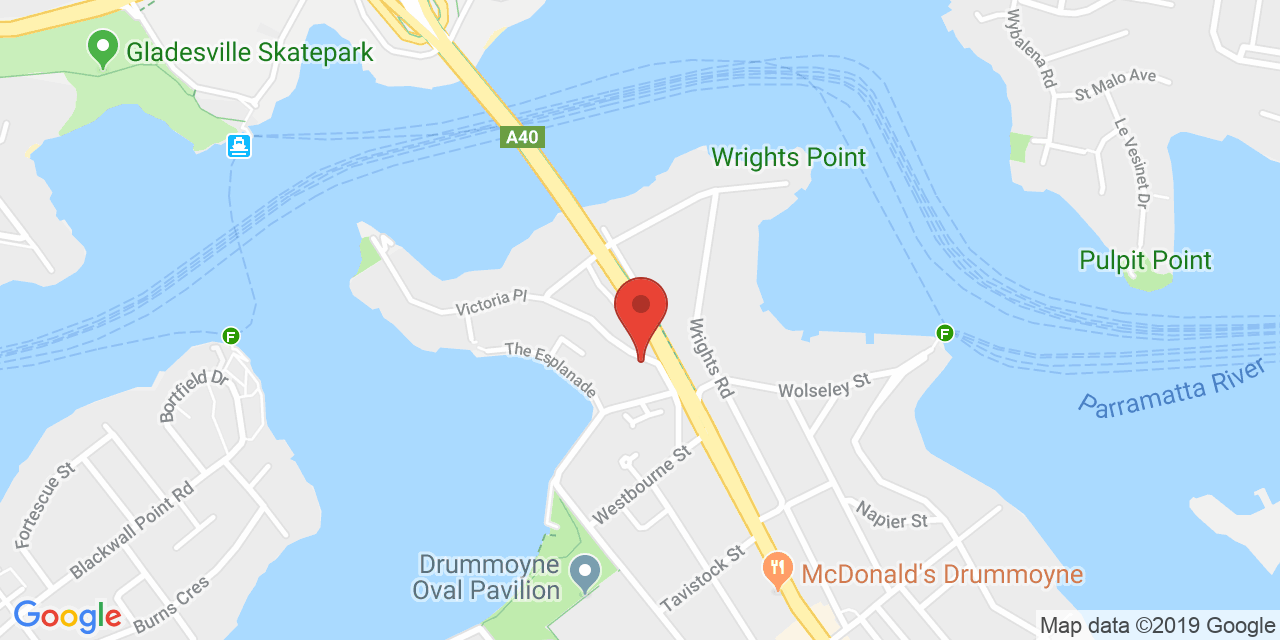 Gladesville Skatepark
Wybalena Rd
St Malo Ave
A40
Le Vesinet Dr
Wrights Point
Pulpit Point
Victoria Pl
F
F
The Esplanade
Wrights Rd
Bortfield Dr
Wolseley St
Parramatta River
Fortescue St
Blackwall Point Rd
Westbourne St
Napier St
Drummoyne
Oval Pavilion
Tavistock St
McDonald's Drummoyne
Burns Cres
Google
Map data ©2019 Google